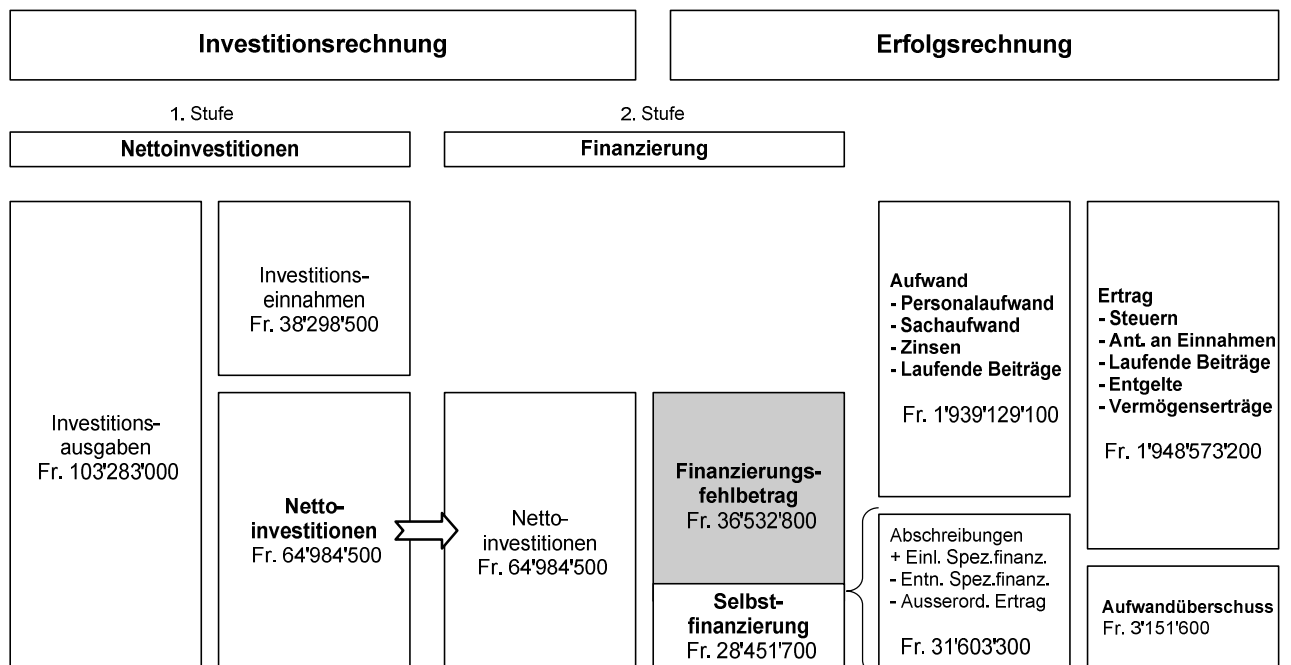 Investitionsrechnung
Erfolgsrechnung
1. Stufe
2. Stufe
Nettoinvestitionen
Finanzierung
Investitions-
ausgaben
Fr. 103'283'000
Investitions-
einnahmen
Fr. 38'298'500
Netto-
investitionen
Fr. 64'984'500
Netto-
investitionen
Fr. 64'984'500
Finanzierungs-
fehlbetrag
Fr. 36'532'800
Selbst-
finanzierung
Fr. 28'451'700
Aufwand
- Personalaufwand
- Sachaufwand
- Zinsen
- Laufende Beiträge
Fr. 1'939'129'100
Abschreibungen
+ Einl. Spez.finanz.
- Entn. Spez.finanz.
- Ausserord. Ertrag
Fr. 31'603'300
Ertrag
- Steuern
- Ant. an Einnahmen
- Laufende Beiträge
- Entgelte
- Vermögenserträge
Fr. 1'948'573'200
Aufwandüberschuss
Fr. 3'151'600